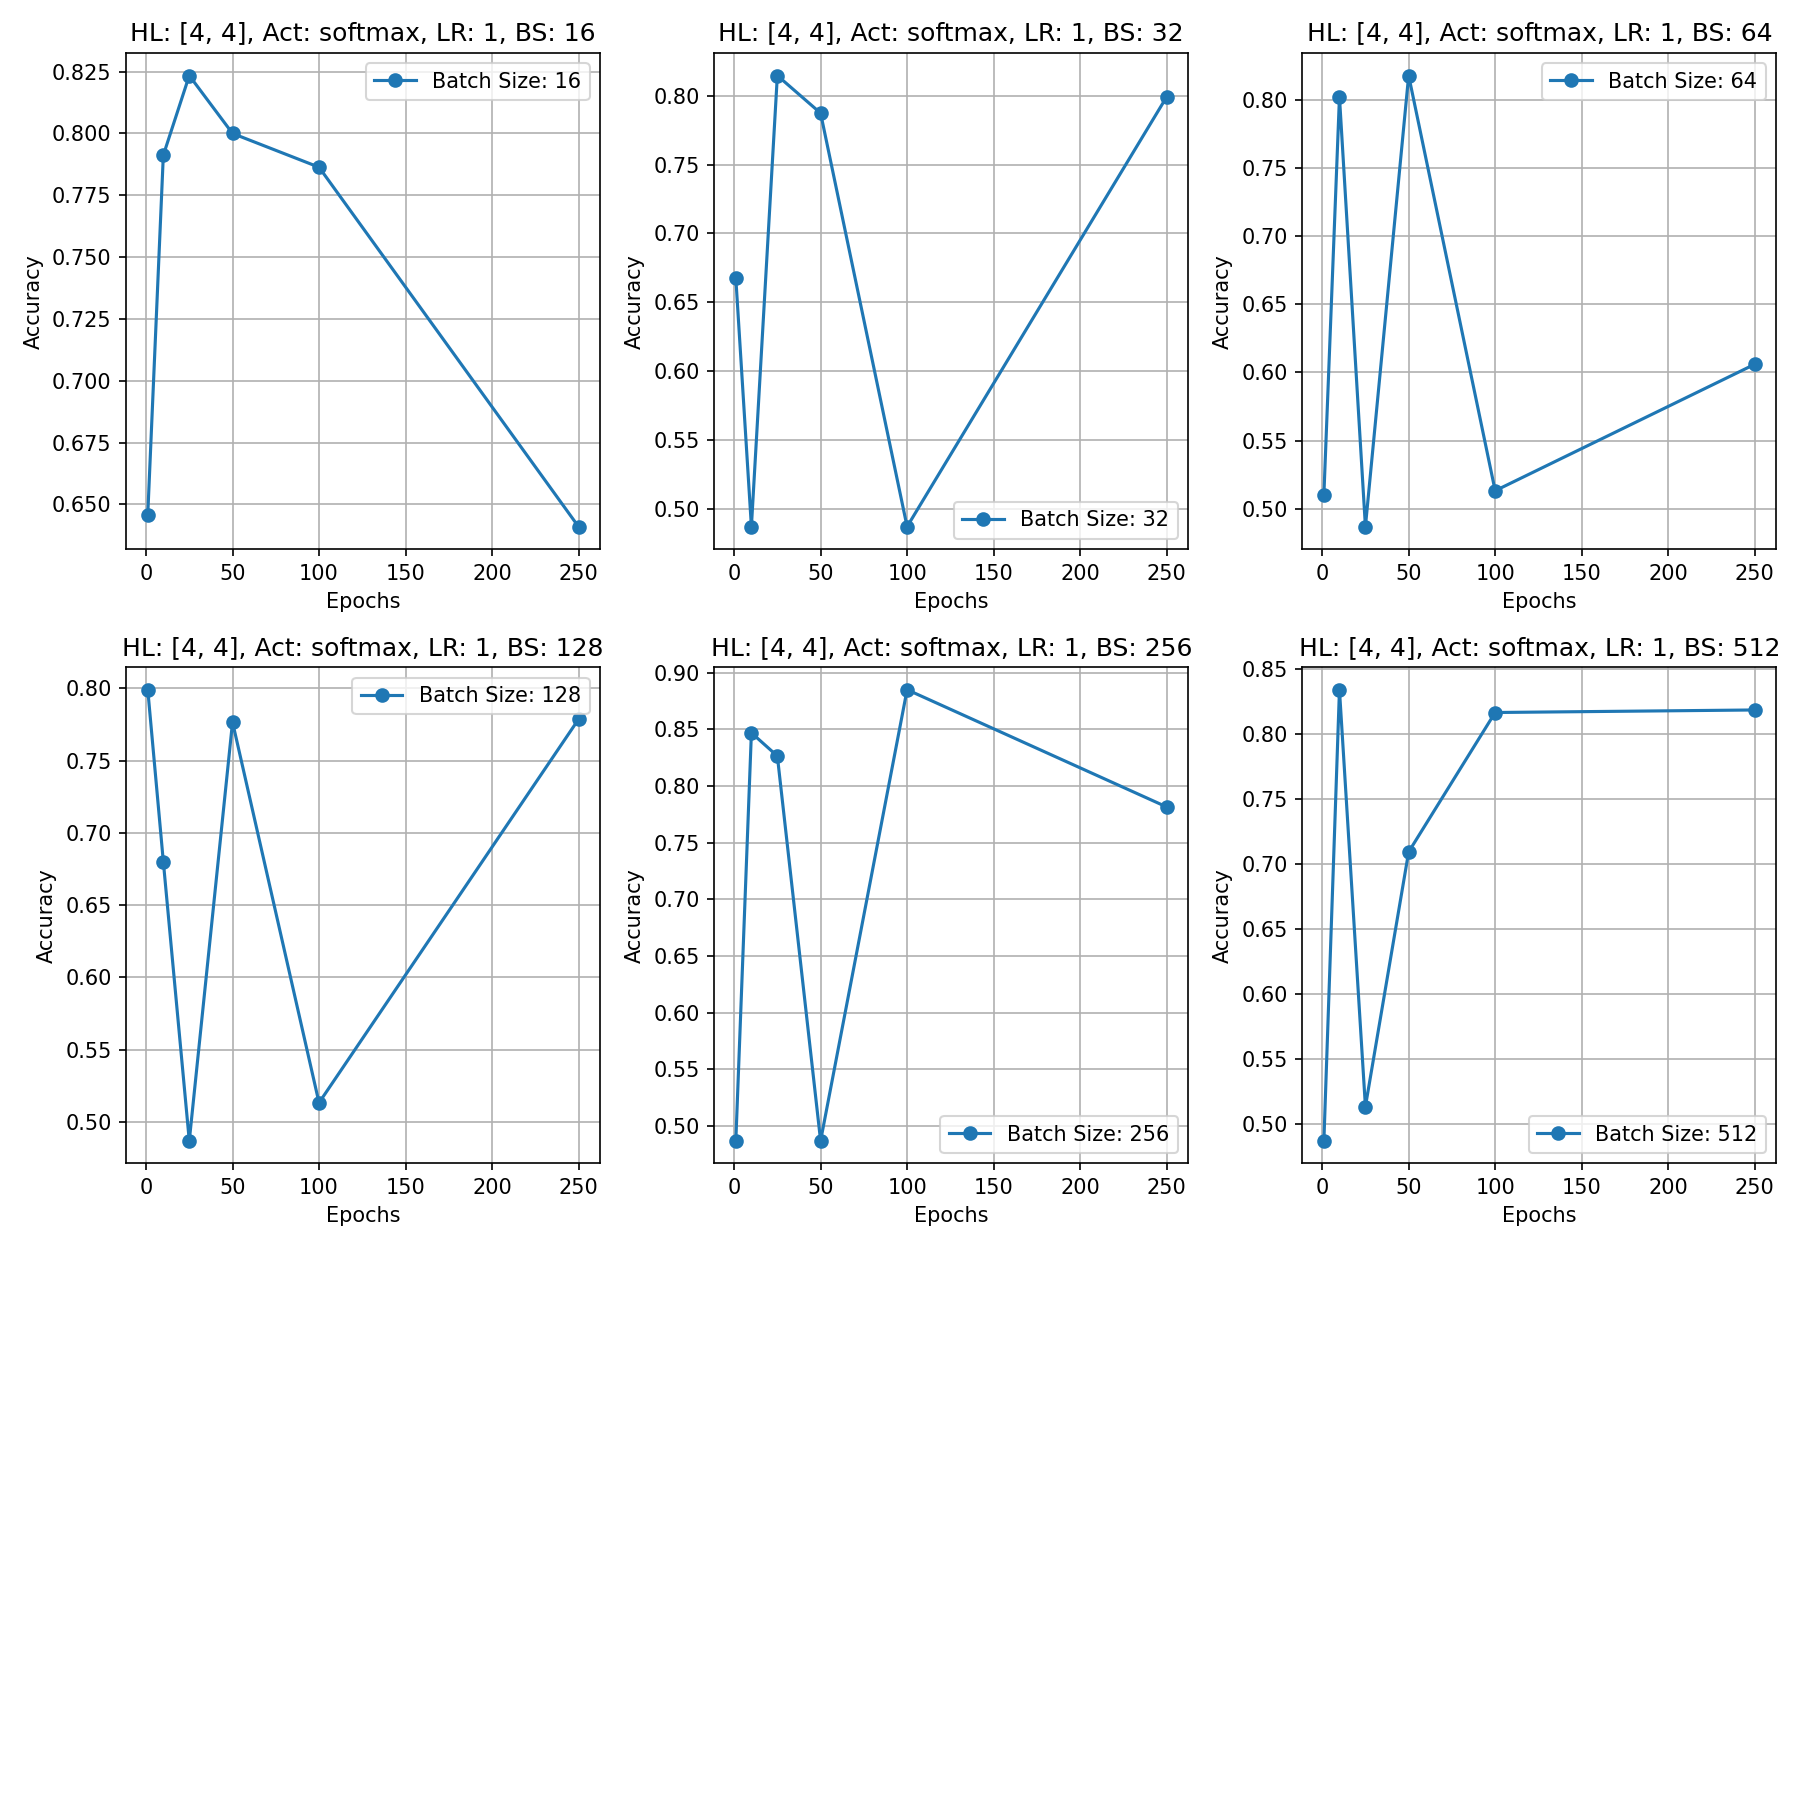 HL: [4, 4], Act: softmax, LR: 1, BS: 16
Batch Size: 16
Accuracy
0.825
0.800
0.775
0.750
0.725
0.700
0.675
0.650
0 50 100 150 200 250
Epochs
HL: [4, 4], Act: softmax, LR: 1, BS: 32
Accuracy
0.80
0.75
0.70
0.65
0.60
0.55
0.50
Batch Size: 32
0 50 100 150 200 250
Epochs
HL: [4, 4], Act: softmax, LR: 1, BS: 64
Batch Size: 64
Accuracy
0.80
0.75
0.70
0.65
0.60
0.55
0.50
0 50 100 150 200 250
Epochs
HL: [4, 4], Act: softmax, LR: 1, BS: 128
Batch Size: 128
Accuracy
0.80
0.75
0.70
0.65
0.60
0.55
0.50
0 50 100 150 200 250
Epochs
HL: [4, 4], Act: softmax, LR: 1, BS: 256
Accuracy
0.90
0.85
0.80
0.75
0.70
0.65
0.60
0.55
0.50
Batch Size: 256
0 50 100 150 200 250
Epochs
HL: [4, 4], Act: softmax, LR: 1, BS: 512
Accuracy
0.85
0.80
0.75
0.70
0.65
0.60
0.55
0.50
Batch Size: 512
0 50 100 150 200 250
Epochs